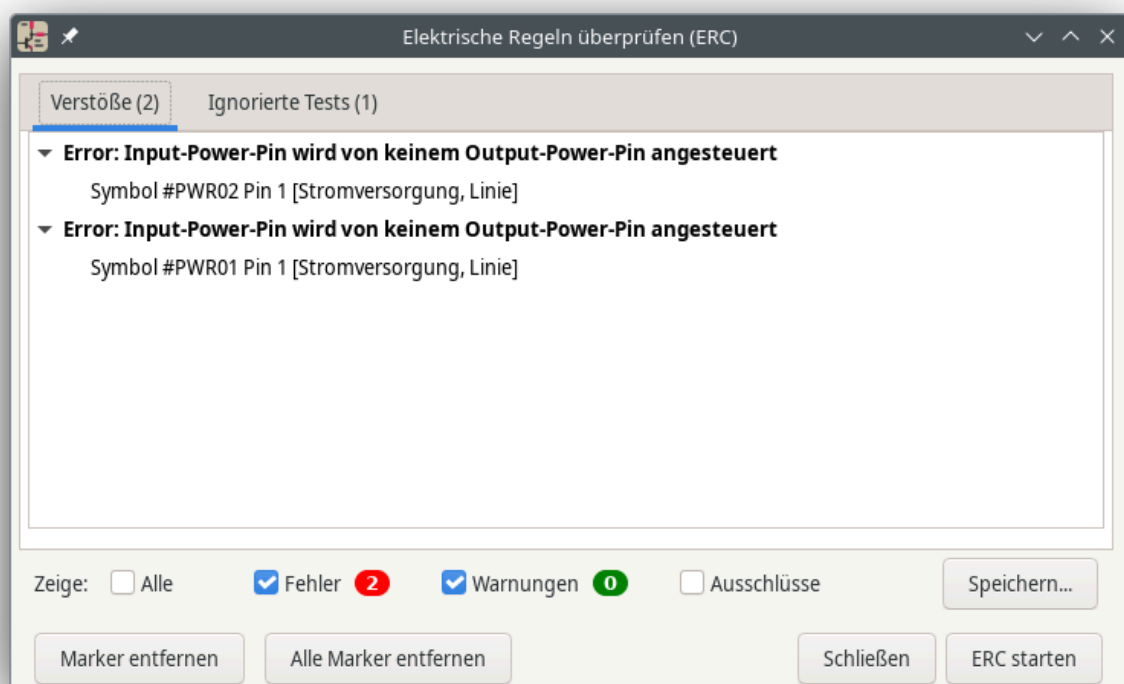 Elektrische Regeln überprüfen (ERC)
Verstöße (2) Ignorierte Tests (1)
Error: Input-Power-Pin wird von keinem Output-Power-Pin angesteuert
Symbol #PWR02 Pin 1 [Stromversorgung, Linie]
Error: Input-Power-Pin wird von keinem Output-Power-Pin angesteuert
Symbol #PWR01 Pin 1 [Stromversorgung, Linie]
Zeige: Alle Fehler 2 Warnungen 0 Ausschlüsse Speichern...
Marker entfernen Alle Marker entfernen Schließen ERC starten